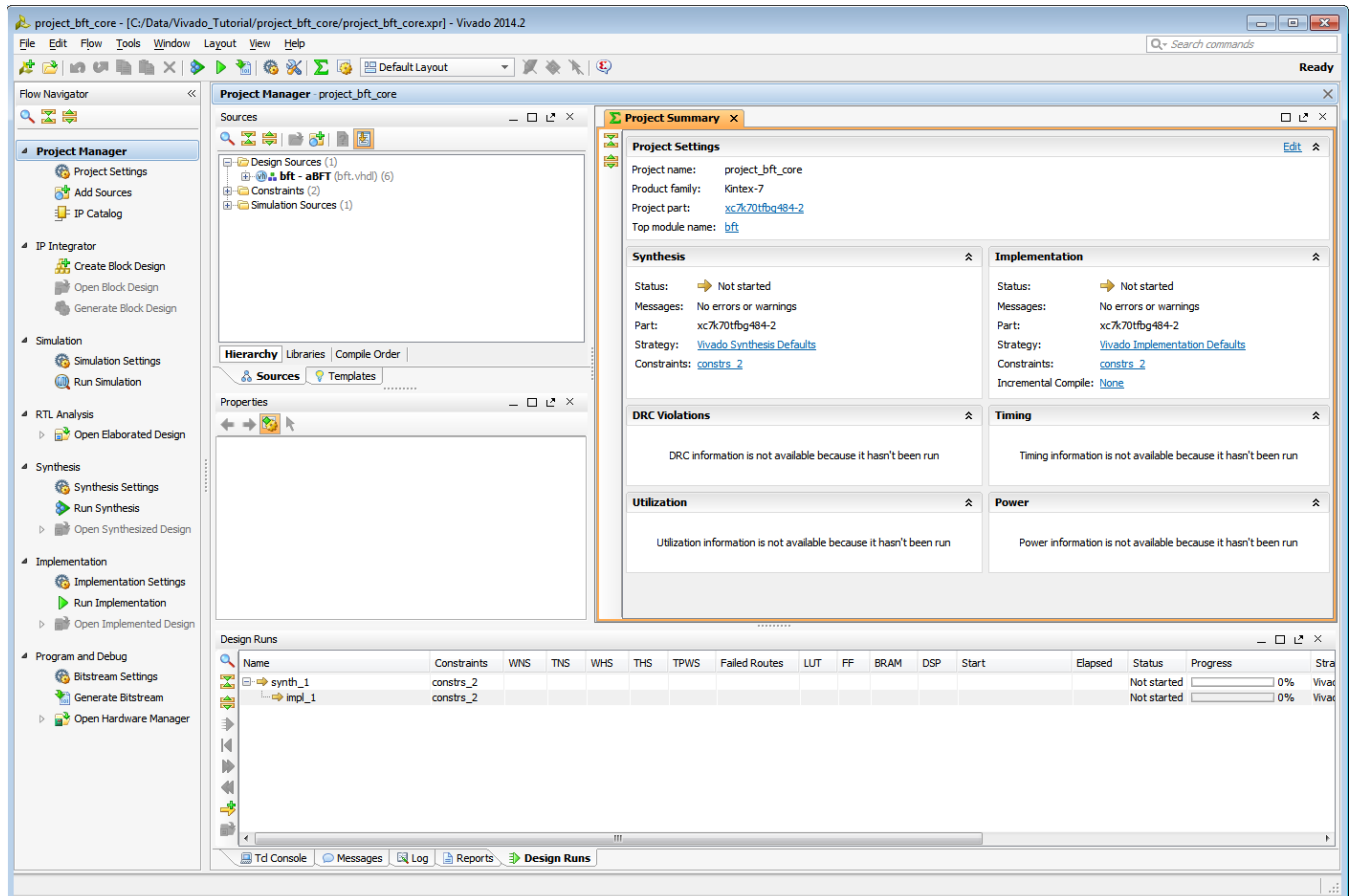 project_bft_core - [C:/Data/Vivado_Tutorial/project_bft_core/project_bft_core.xpr] - Vivado 2014.2
File Edit Flow Tools Window Layout View Help
Search commands
Default Layout
Ready
Flow Navigator
Project Manager
Project Settings
Add Sources
IP Catalog
IP Integrator
Create Block Design
Open Block Design
Generate Block Design
Simulation
Simulation Settings
Run Simulation
RTL Analysis
Open Elaborated Design
Synthesis
Synthesis Settings
Run Synthesis
Open Synthesized Design
Implementation
Implementation Settings
Run Implementation
Open Implemented Design
Program and Debug
Bitstream Settings
Generate Bitstream
Open Hardware Manager
Project Manager - project_bft_core
Sources
Design Sources (1)
bft - aBFT (bft.vhdl) (6)
Constraints (2)
Simulation Sources (1)
Hierarchy Libraries Compile Order
Sources Templates
Properties
Project Summary
Project Settings Edit
Project name: project_bft_core
Product family: Kintex-7
Project part: xc7k70tfbg484-2
Top module name: bft
Synthesis
Status: Not started
Messages: No errors or warnings
Part: xc7k70tfbg484-2
Strategy: Vivado Synthesis Defaults
Constraints: constrs_2
Implementation
Status: Not started
Messages: No errors or warnings
Part: xc7k70tfbg484-2
Strategy: Vivado Implementation Defaults
Constraints: constrs_2
Incremental Compile: None
DRC Violations
DRC information is not available because it hasn't been run
Timing
Timing information is not available because it hasn't been run
Utilization
Utilization information is not available because it hasn't been run
Power
Power information is not available because it hasn't been run
Design Runs
Name Constraints WNS TNS WHS THS TPWS Failed Routes LUT FF BRAM DSP Start Elapsed Status Progress Stra
synth_1 constrs_2 Not started 0% Vivad
impl_1 constrs_2 Not started 0% Vivad
Tcl Console Messages Log Reports Design Runs